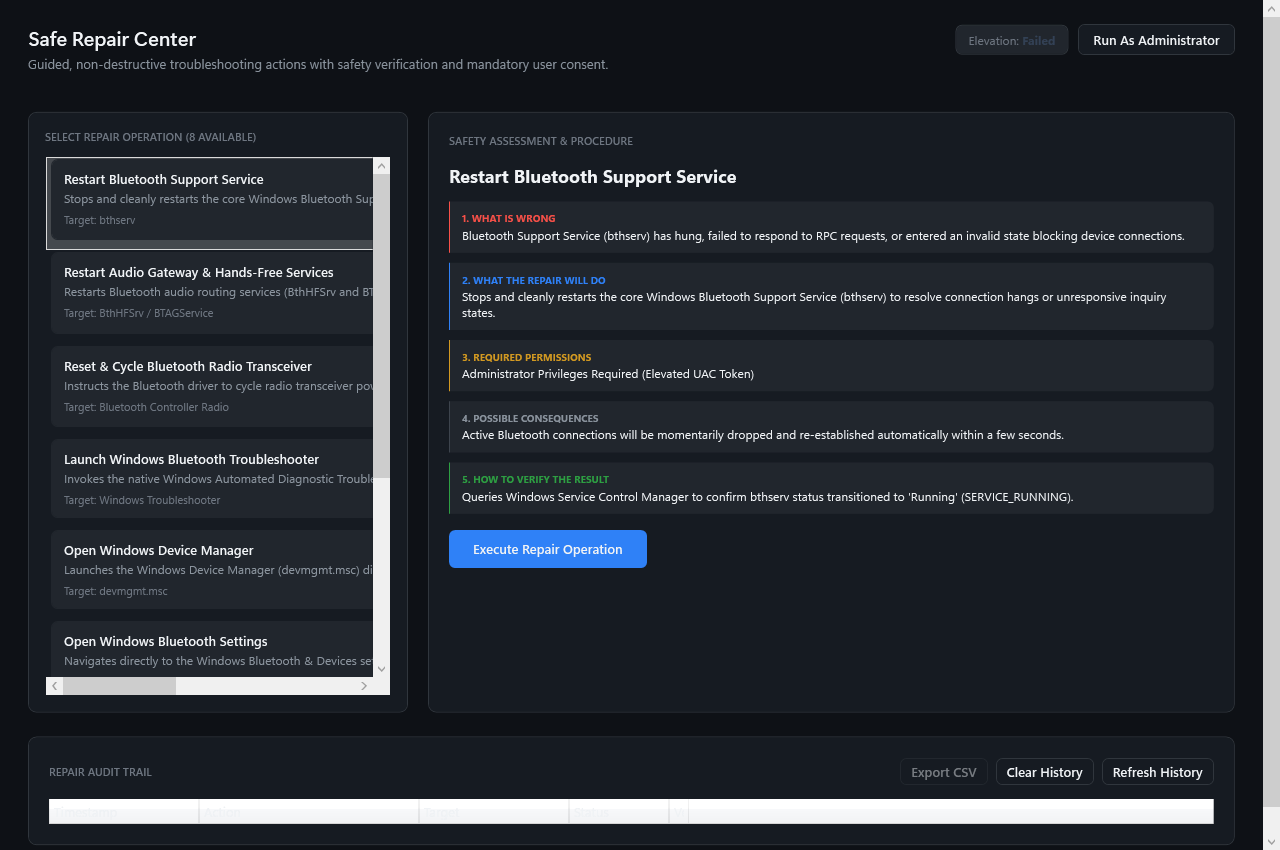 Safe Repair Center
Guided, non-destructive troubleshooting actions with safety verification and mandatory user consent.
Elevation: Failed
Run As Administrator
SELECT REPAIR OPERATION (8 AVAILABLE)
Restart Bluetooth Support Service
Stops and cleanly restarts the core Windows Bluetooth Sup
Target: bthserv
Restart Audio Gateway & Hands-Free Services
Restarts Bluetooth audio routing services (BthHFSrv and BT
Target: BthHFSrv / BTAGService
Reset & Cycle Bluetooth Radio Transceiver
Instructs the Bluetooth driver to cycle radio transceiver pow
Target: Bluetooth Controller Radio
Launch Windows Bluetooth Troubleshooter
Invokes the native Windows Automated Diagnostic Trouble
Target: Windows Troubleshooter
Open Windows Device Manager
Launches the Windows Device Manager (devmgmt.msc) di
Target: devmgmt.msc
Open Windows Bluetooth Settings
Navigates directly to the Windows Bluetooth & Devices se
SAFETY ASSESSMENT & PROCEDURE
Restart Bluetooth Support Service
1. WHAT IS WRONG
Bluetooth Support Service (bthserv) has hung, failed to respond to RPC requests, or entered an invalid state blocking device connections.
2. WHAT THE REPAIR WILL DO
Stops and cleanly restarts the core Windows Bluetooth Support Service (bthserv) to resolve connection hangs or unresponsive inquiry
states.
3. REQUIRED PERMISSIONS
Administrator Privileges Required (Elevated UAC Token)
4. POSSIBLE CONSEQUENCES
Active Bluetooth connections will be momentarily dropped and re-established automatically within a few seconds.
5. HOW TO VERIFY THE RESULT
Queries Windows Service Control Manager to confirm bthserv status transitioned to 'Running' (SERVICE_RUNNING).
Execute Repair Operation
REPAIR AUDIT TRAIL
Export CSV
Clear History
Refresh History
Timestamp
Action
Target
Status